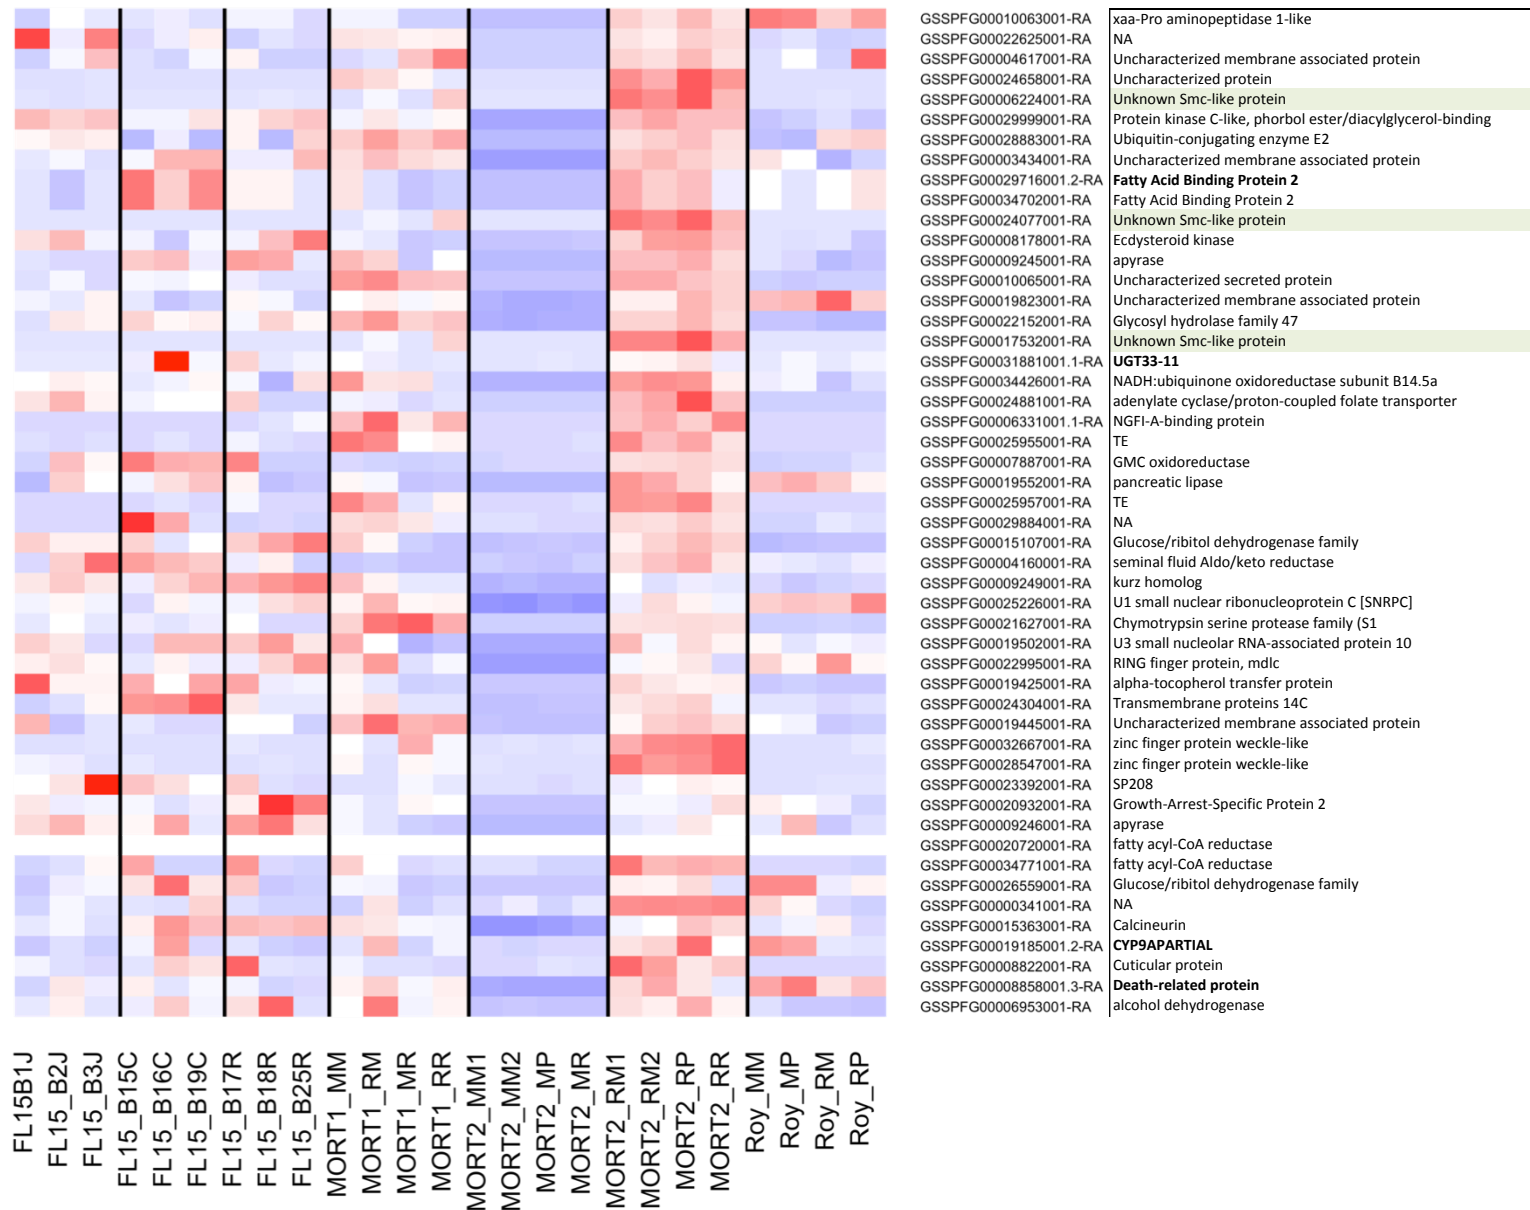 GSSPFG00010063001-RA xaa-Pro aminopeptidase 1-like
GSSPFG00022625001-RA NA
GSSPFG00004617001-RA Uncharacterized membrane associated protein
GSSPFG00024658001-RA Uncharacterized protein
GSSPFG00006224001-RA Unknown Smc-like protein
GSSPFG00029999001-RA Protein kinase C-like, phorbol ester/diacylglycerol-binding
GSSPFG00028883001-RA Ubiquitin-conjugating enzyme E2
GSSPFG00003434001-RA Uncharacterized membrane associated protein
GSSPFG00029716001.2-RA Fatty Acid Binding Protein 2
GSSPFG00034702001-RA Fatty Acid Binding Protein 2
GSSPFG00024077001-RA Unknown Smc-like protein
GSSPFG00008178001-RA Ecdysteroid kinase
GSSPFG00009245001-RA apyrase
GSSPFG00010065001-RA Uncharacterized secreted protein
GSSPFG00019823001-RA Uncharacterized membrane associated protein
GSSPFG00022152001-RA Glycosyl hydrolase family 47
GSSPFG00017532001-RA Unknown Smc-like protein
GSSPFG00031881001.1-RA UGT33-11
GSSPFG00034426001-RA NADH:ubiquinone oxidoreductase subunit B14.5a
GSSPFG00024881001-RA adenylate cyclase/proton-coupled folate transporter
GSSPFG00006331001.1-RA NGFI-A-binding protein
GSSPFG00025955001-RA TE
GSSPFG00007887001-RA GMC oxidoreductase
GSSPFG00019552001-RA pancreatic lipase
GSSPFG00025957001-RA TE
GSSPFG00029884001-RA NA
GSSPFG00015107001-RA Glucose/ribitol dehydrogenase family
GSSPFG00004160001-RA seminal fluid Aldo/keto reductase
GSSPFG00009249001-RA kurz homolog
GSSPFG00025226001-RA U1 small nuclear ribonucleoprotein C [SNRPC]
GSSPFG00021627001-RA Chymotrypsin serine protease family (S1
GSSPFG00019502001-RA U3 small nucleolar RNA-associated protein 10
GSSPFG00022995001-RA RING finger protein, mdlc
GSSPFG00019425001-RA alpha-tocopherol transfer protein
GSSPFG00024304001-RA Transmembrane proteins 14C
GSSPFG00019445001-RA Uncharacterized membrane associated protein
GSSPFG00032667001-RA zinc finger protein weckle-like
GSSPFG00028547001-RA zinc finger protein weckle-like
GSSPFG00023392001-RA SP208
GSSPFG00020932001-RA Growth-Arrest-Specific Protein 2
GSSPFG00009246001-RA apyrase
GSSPFG00020720001-RA fatty acyl-CoA reductase
GSSPFG00034771001-RA fatty acyl-CoA reductase
GSSPFG00026559001-RA Glucose/ribitol dehydrogenase family
GSSPFG00000341001-RA NA
GSSPFG00015363001-RA Calcineurin
GSSPFG00019185001.2-RA CYP9APARTIAL
GSSPFG00008822001-RA Cuticular protein
GSSPFG00008858001.3-RA Death-related protein
GSSPFG00006953001-RA alcohol dehydrogenase
FL15B1J
FL15_B2J
FL15_B3J
FL15_B15C
FL15_B16C
FL15_B19C
FL15_B17R
FL15_B18R
FL15_B25R
MORT1_MM
MORT1_RM
MORT1_MR
MORT1_RR
MORT2_MM1
MORT2_MM2
MORT2_MP
MORT2_MR
MORT2_RM1
MORT2_RM2
MORT2_RP
MORT2_RR
Roy_MM
Roy_MP
Roy_RM
Roy_RP